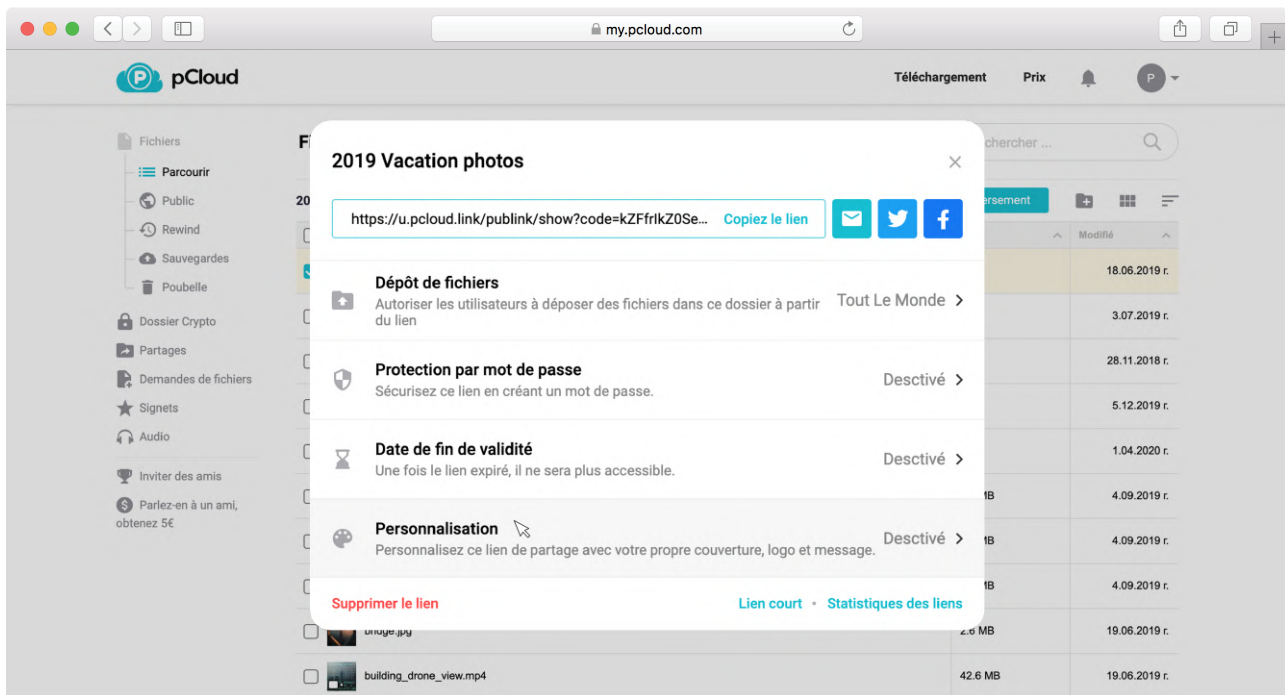 my.pcloud.com
pCloud
Téléchargement Prix P
Fichiers
Parcourir
Public
Rewind
Sauvegardes
Poubelle
Dossier Crypto
Partages
Demandes de fichiers
Signets
Audio
Inviter des amis
Parlez-en à un ami,
obtenez 5€
2019 Vacation photos
https://u.pcloud.link/publink/show?code=kZFfrlkZ0Se... Copiez le lien
Dépôt de fichiers
Autoriser les utilisateurs à déposer des fichiers dans ce dossier à partir
du lien
Tout Le Monde
Protection par mot de passe
Sécurisez ce lien en créant un mot de passe.
Desctivé
Date de fin de validité
Une fois le lien expiré, il ne sera plus accessible.
Desctivé
Personnalisation
Personnalisez ce lien de partage avec votre propre couverture, logo et message.
Desctivé
Supprimer le lien
Lien court • Statistiques des liens
Modifié
18.06.2019 г.
3.07.2019 г.
28.11.2018 г.
5.12.2019 г.
1.04.2020 г.
MB 4.09.2019 г.
MB 4.09.2019 г.
MB 4.09.2019 г.
bridge.jpg 2.6 MB 19.06.2019 г.
building_drone_view.mp4 42.6 MB 19.06.2019 г.